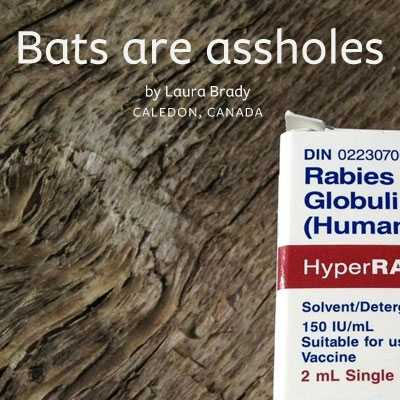 Bats are assholes
by Laura Brady
CALEDON, CANADA
DIN 0223070
Rabies
Globuli
(Human
HyperRA
Solvent/Deterg
150 IU/mL
Suitable for us
Vaccine
2 mL Single